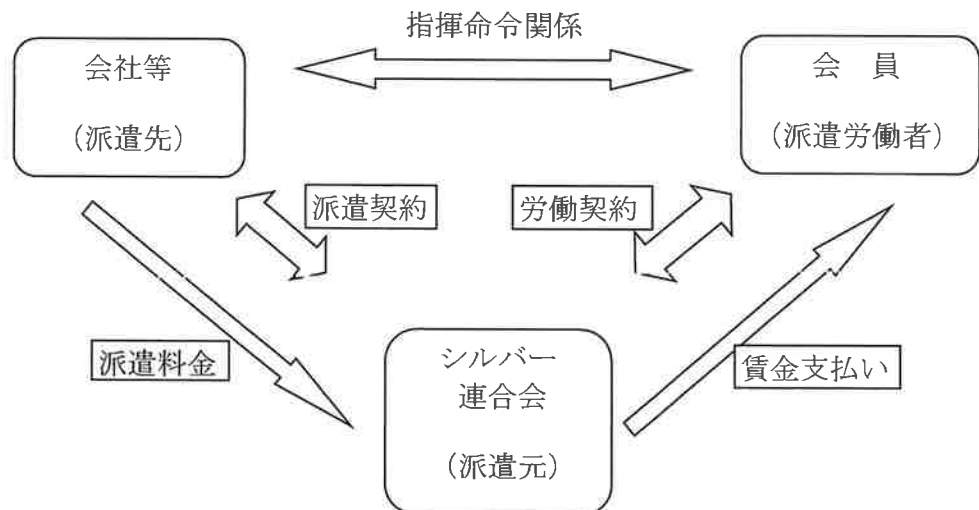 指揮命令関係
会社等
（派遣先）
会　員
（派遣労働者）
派遣契約
労働契約
派遣料金
シルバー
連合会
（派遣元）
賃金支払い